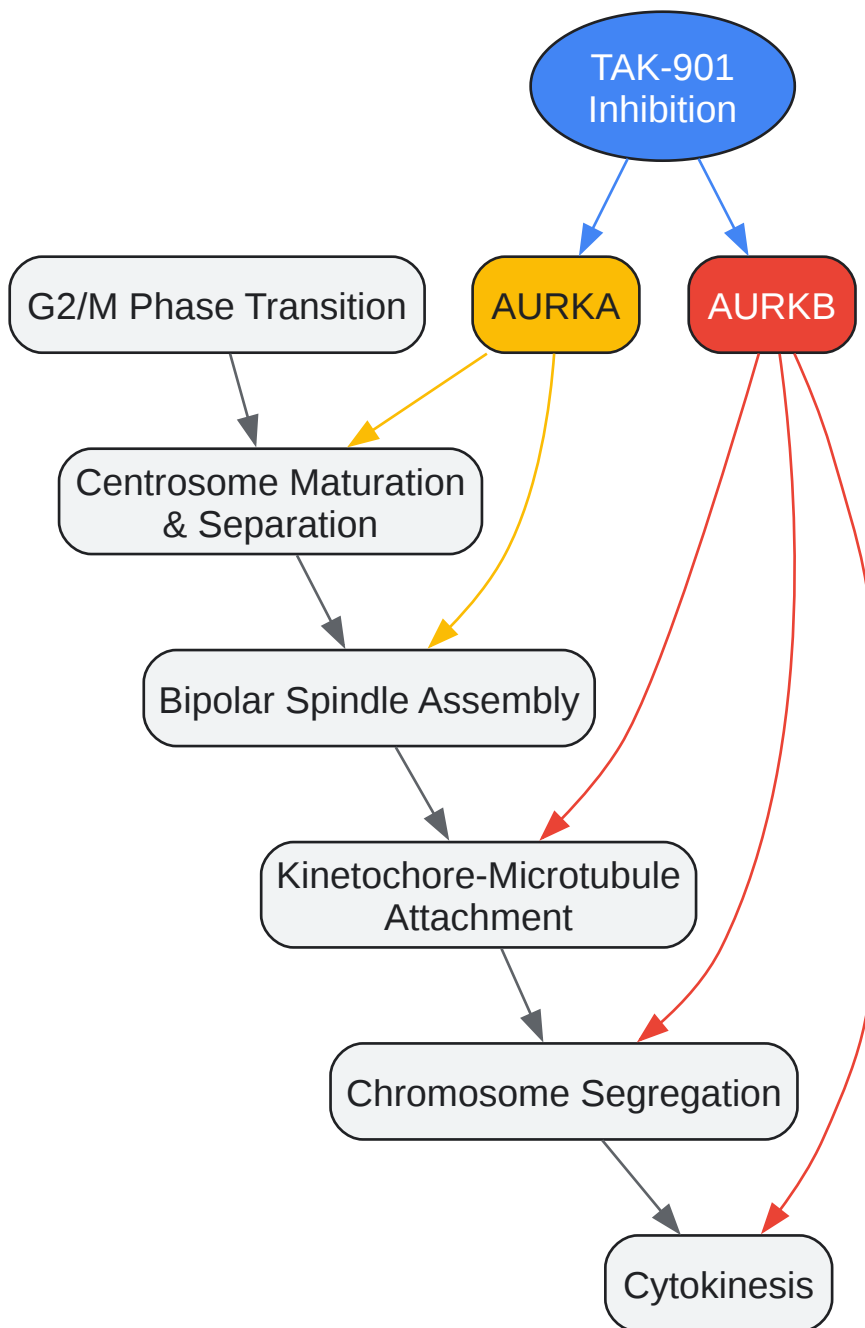 TAK-901
Inhibition
G2/M Phase Transition
AURKA
AURKB
Centrosome Maturation
& Separation
Bipolar Spindle Assembly
Kinetochore-Microtubule
Attachment
Chromosome Segregation
Cytokinesis